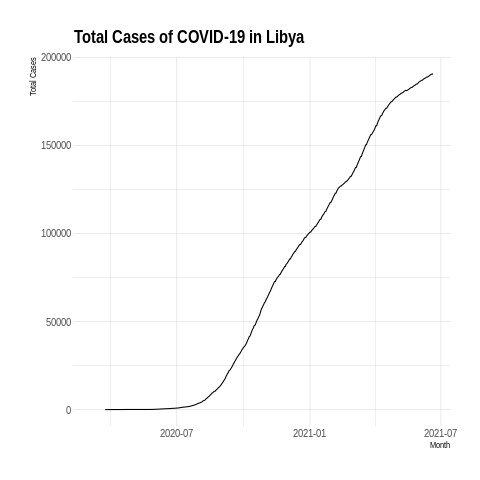 Total Cases of COVID-19 in Libya
Total Cases
200000
150000
100000
50000
0
2020-07
2021-01
2021-07
Month